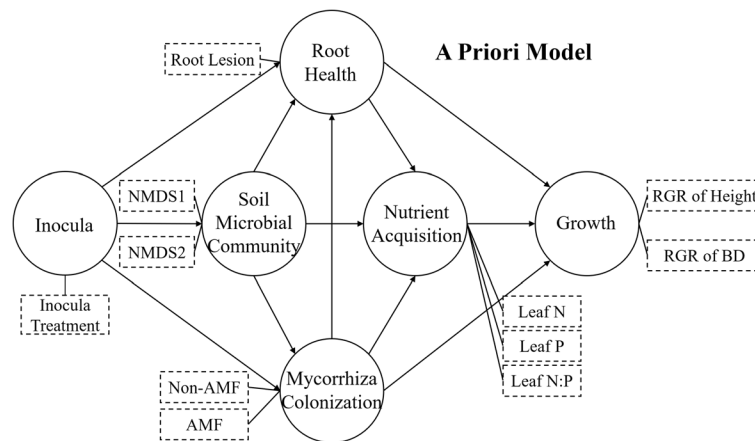 A Priori Model
Root Lesion
Root
Health
NMDS1
NMDS2
Inocula
Soil
Microbial
Community
Nutrient
Acquisition
Growth
RGR of Height
RGR of BD
Inocula
Treatment
Leaf N
Leaf P
Leaf N:P
Non-AMF
AMF
Mycorrhiza
Colonization